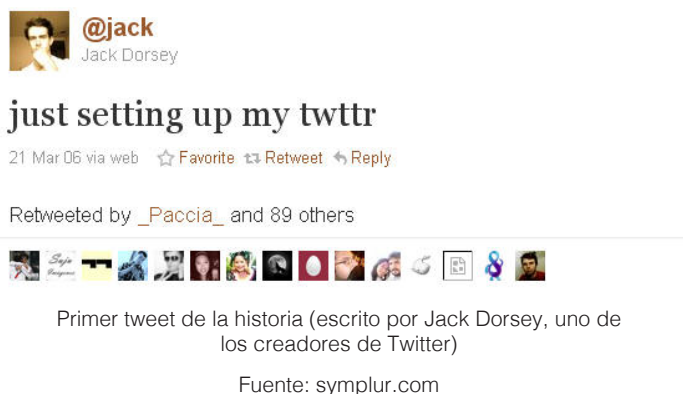 @jack
Jack Dorsey
just setting up my twttr
21 Mar 06 via web Favorite Retweet Reply
Retweeted by _Paccia_ and 89 others
Primer tweet de la historia (escrito por Jack Dorsey, uno de
los creadores de Twitter)
Fuente: symplur.com